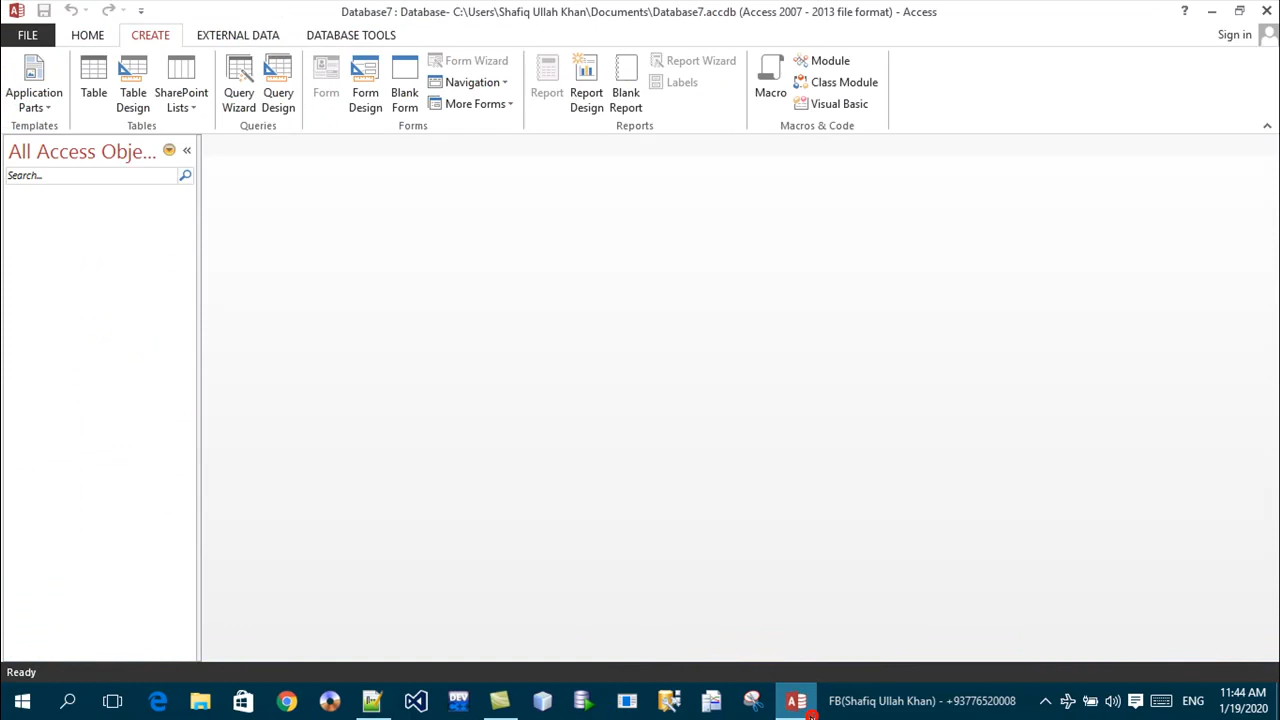 Database7 : Database- C:\Users\Shafiq Ullah Khan\Documents\Database7.accdb (Access 2007 - 2013 file format) - Access
?
FILE HOME CREATE EXTERNAL DATA DATABASE TOOLS Sign in
Application Parts
Table
Table Design
SharePoint Lists
Query Wizard
Query Design
Form
Form Design
Blank Form
Form Wizard
Navigation
More Forms
Report
Report Design
Blank Report
Report Wizard
Labels
Macro
Module
Class Module
Visual Basic
Templates Tables Queries Forms Reports Macros & Code
All Access Obje... «
Search...
Ready
FB(Shafiq Ullah Khan) - +93776520008 ENG
11:44 AM
1/19/2020